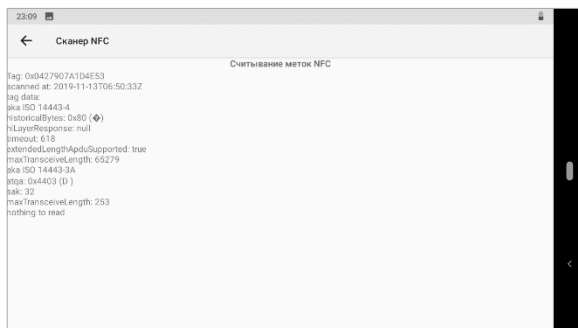 23:09
Сканер NFC
Считывание меток NFC
Tag: 0x0427907A1D4E53
scanned at: 2019-11-13T06:50:33Z
tag data:
aka ISO 14443-4
historicalBytes: 0x80 (�)
hiLayerResponse: null
timeout: 618
extendedLengthApduSupported: true
maxTransceiveLength: 65279
aka ISO 14443-3A
atqa: 0x4403 (D )
sak: 32
maxTransceiveLength: 253
nothing to read